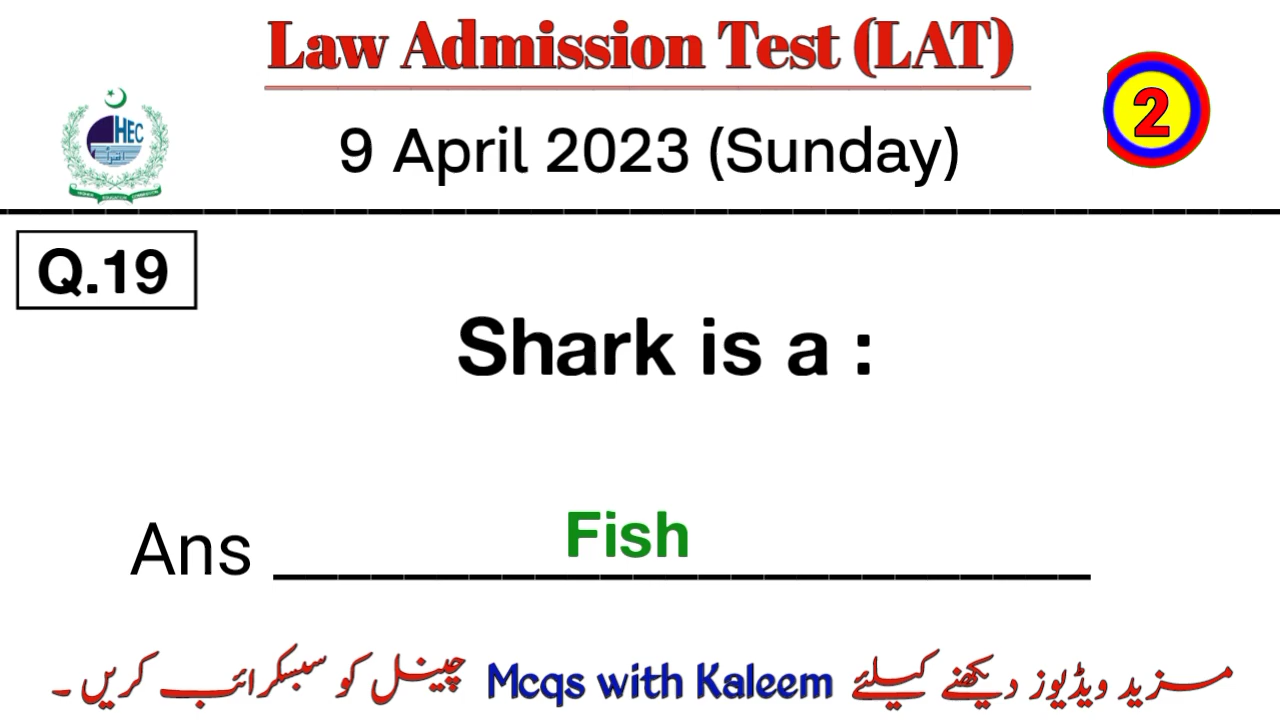 Law Admission Test (LAT)
HEC
2
9 April 2023 (Sunday)
Q.19
Shark is a :
Ans Fish
مزید ویڈیوز دیکھنے کیلئے Mcqs with Kaleem چینل کو سبسکرائب کریں ۔